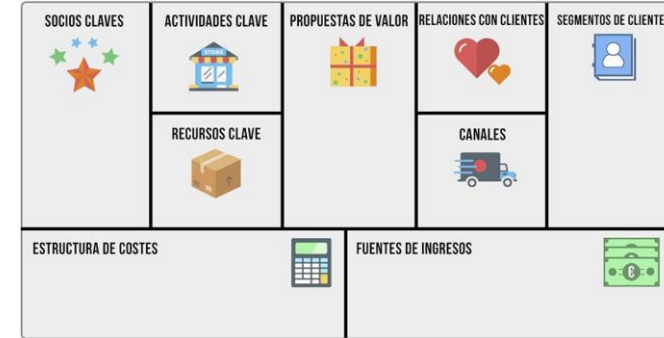 SOCIOS CLAVES
ACTIVIDADES CLAVE
STORE
RECURSOS CLAVE
PROPUESTAS DE VALOR
RELACIONES CON CLIENTES
CANALES
SEGMENTOS DE CLIENTE
ESTRUCTURA DE COSTES
FUENTES DE INGRESOS
€